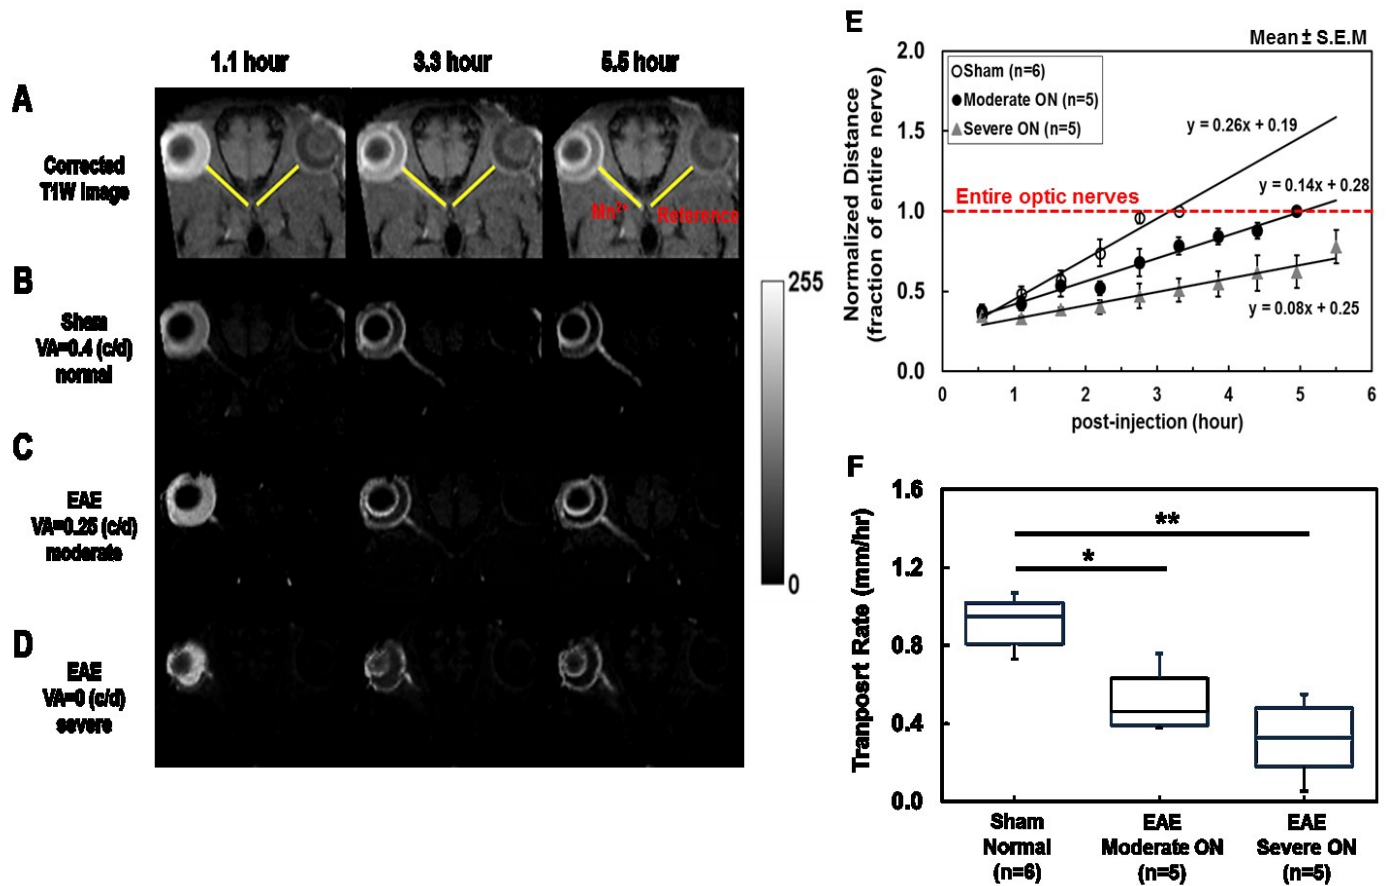 1.1 hour
3.3 hour
5.5 hour
A
Corrected
T1W Image
Mn2+
Reference
B
Sham
VA=0.4 (c/d)
normal
255
0
C
EAE
VA=0.25 (c/d)
moderate
D
EAE
VA=0 (c/d)
severe
E
Mean ± S.E.M
Normalized Distance
(fraction of entire nerve)
2.0
1.5
1.0
0.5
0.0
Sham (n=6)
Moderate ON (n=5)
Severe ON (n=5)
y = 0.26x + 0.19
y = 0.14x + 0.28
Entire optic nerves
y = 0.08x + 0.25
0 1 2 3 4 5 6
post-injection (hour)
F
Tranposrt Rate (mm/hr)
1.6
1.2
0.8
0.4
0.0
**
*
Sham
Normal
(n=6)
EAE
Moderate ON
(n=5)
EAE
Severe ON
(n=5)